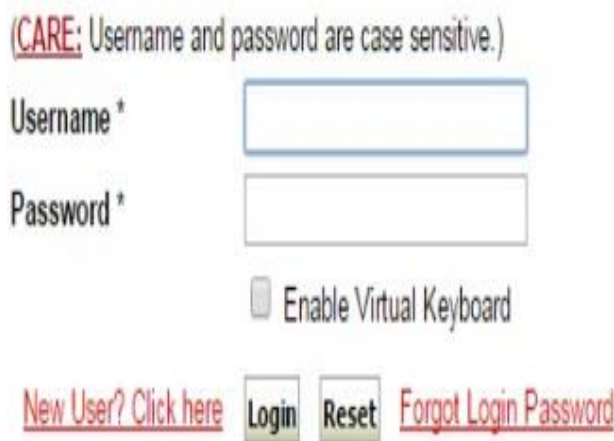 (CARE: Username and password are case sensitive.)
Username *
Password *
Enable Virtual Keyboard
New User? Click here Login Reset Forgot Login Password